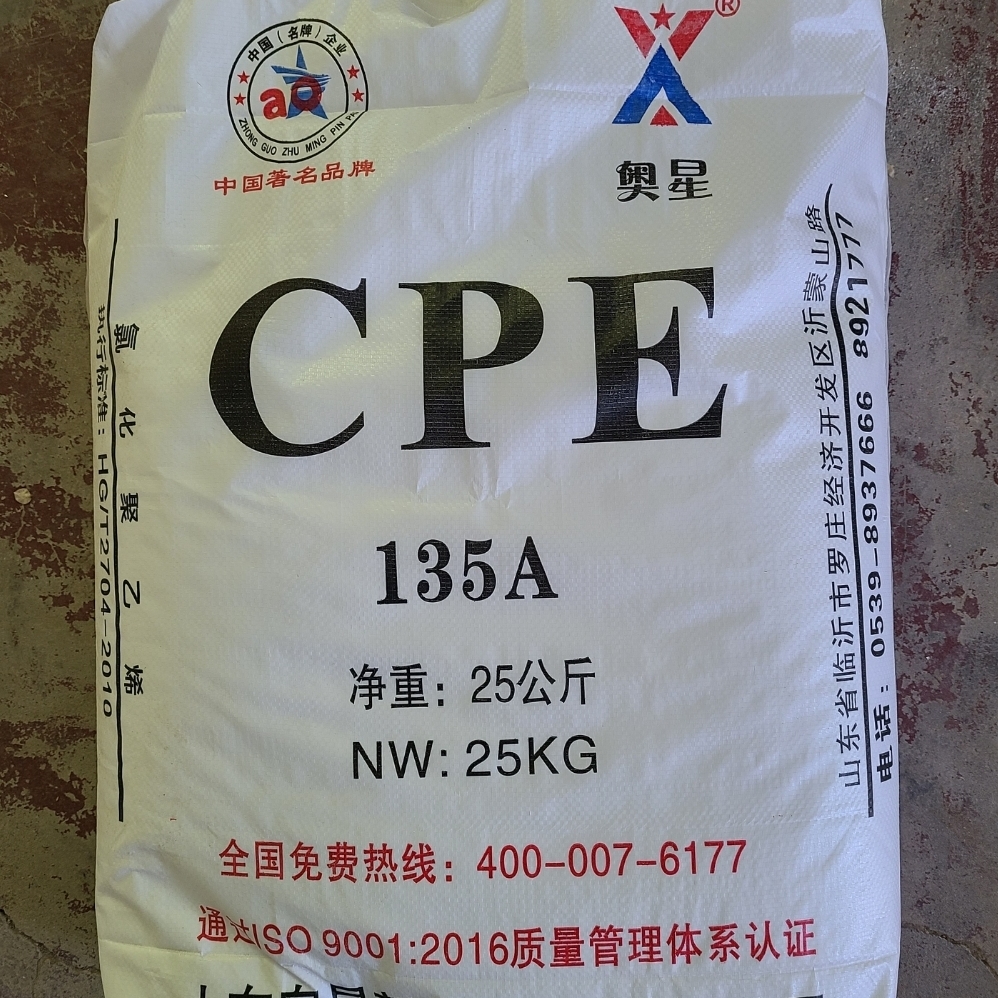 中国（名牌）企业
ao
ZHONG GUO ZHU MING PIN PAI
中国著名品牌
®
奥星
CPE
135A
净重：25公斤
NW: 25KG
全国免费热线：400-007-6177
通过ISO 9001:2016质量管理体系认证
氯化聚乙烯
执行标准：HG/T2704-2010
山东省临沂市罗庄经济开发区沂蒙山路
电话：0539-8937666 8921777